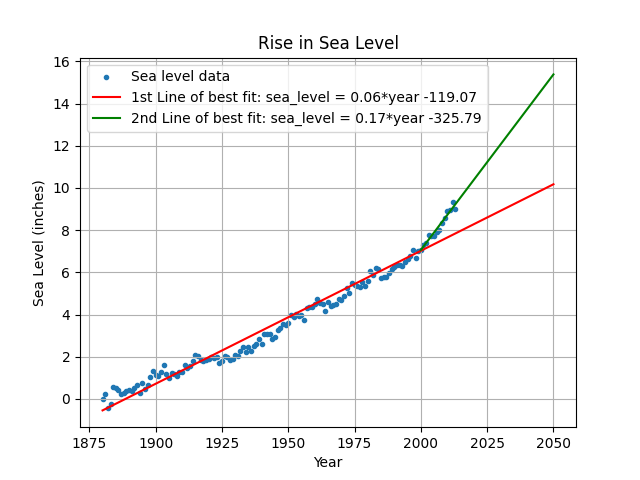 Rise in Sea Level
Sea level data
1st Line of best fit: sea_level = 0.06*year -119.07
2nd Line of best fit: sea_level = 0.17*year -325.79
Sea Level (inches)
16
14
12
10
8
6
4
2
0
1875
1900
1925
1950
1975
2000
2025
2050
Year